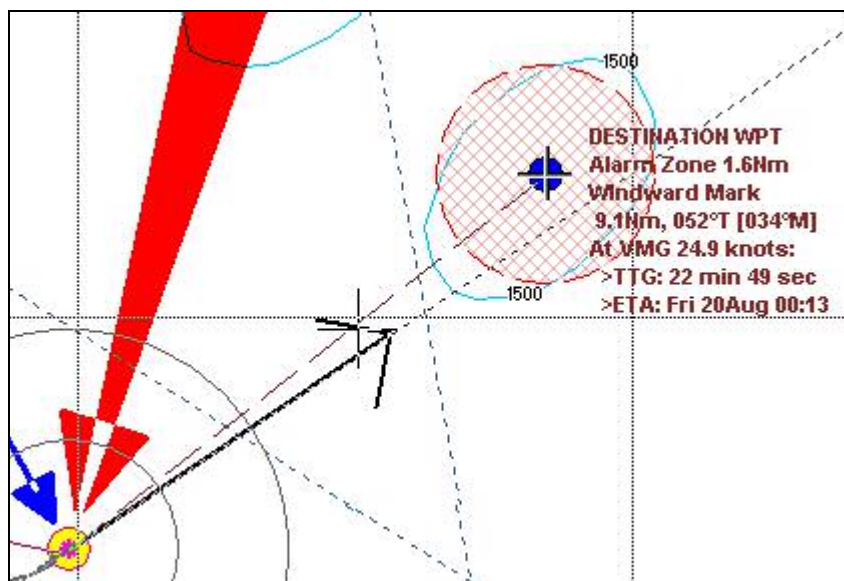 1500
DESTINATION WPT
Alarm Zone 1.6Nm
Windward Mark
9.1Nm, 052°T [034°M]
At VMG 24.9 knots:
>TTG: 22 min 49 sec
>ETA: Fri 20Aug 00:13
1500